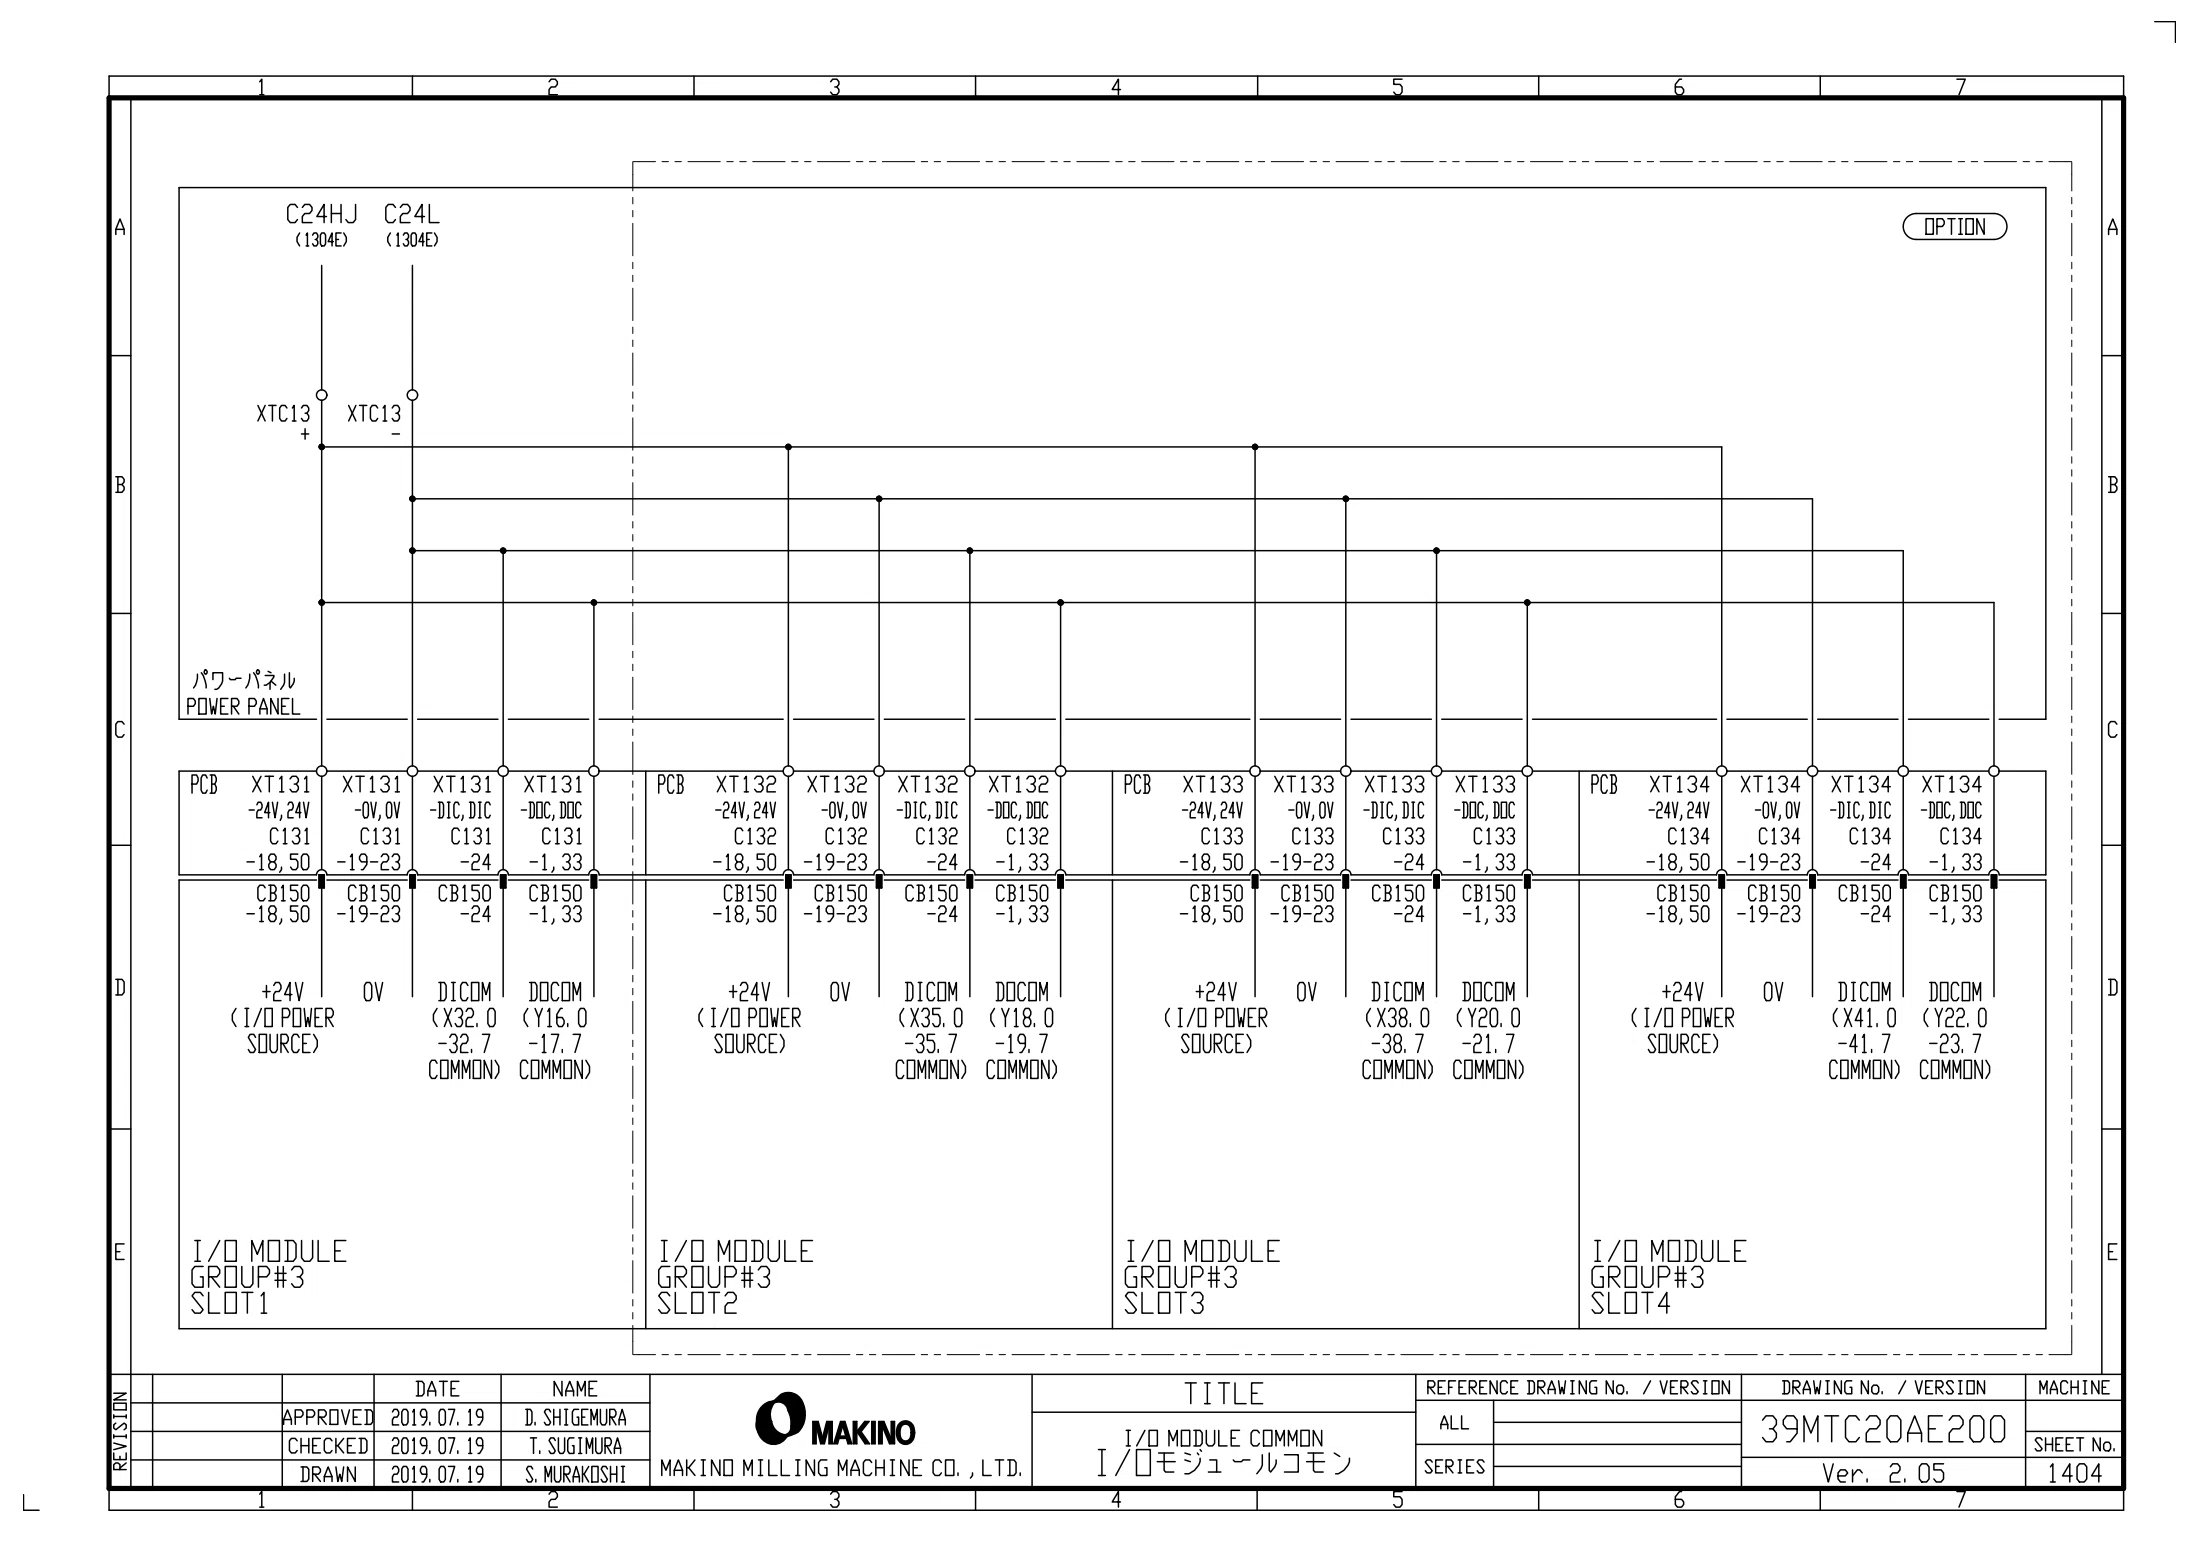 1 2 3 4 5 6 7
A A
C24HJ C24L
(1304E) (1304E)
OPTION
XTC13 XTC13
+ -
B B
パワーパネル
POWER PANEL
C C
PCB XT131 XT131 XT131 XT131 PCB XT132 XT132 XT132 XT132 PCB XT133 XT133 XT133 XT133 PCB XT134 XT134 XT134 XT134
-24V,24V -0V,0V -DIC,DIC -DOC,DOC -24V,24V -0V,0V -DIC,DIC -DOC,DOC -24V,24V -0V,0V -DIC,DIC -DOC,DOC -24V,24V -0V,0V -DIC,DIC -DOC,DOC
C131 C131 C131 C131 C132 C132 C132 C132 C133 C133 C133 C133 C134 C134 C134 C134
-18,50 -19-23 -24 -1,33 -18,50 -19-23 -24 -1,33 -18,50 -19-23 -24 -1,33 -18,50 -19-23 -24 -1,33
CB150 CB150 CB150 CB150 CB150 CB150 CB150 CB150 CB150 CB150 CB150 CB150 CB150 CB150 CB150 CB150
-18,50 -19-23 -24 -1,33 -18,50 -19-23 -24 -1,33 -18,50 -19-23 -24 -1,33 -18,50 -19-23 -24 -1,33
D D
+24V 0V DICOM DOCOM +24V 0V DICOM DOCOM +24V 0V DICOM DOCOM +24V 0V DICOM DOCOM
(I/O POWER (X32.0 (Y16.0 (I/O POWER (X35.0 (Y18.0 (I/O POWER (X38.0 (Y20.0 (I/O POWER (X41.0 (Y22.0
SOURCE) -32.7 -17.7 SOURCE) -35.7 -19.7 SOURCE) -38.7 -21.7 SOURCE) -41.7 -23.7
COMMON) COMMON) COMMON) COMMON) COMMON) COMMON) COMMON) COMMON)
E E
I/O MODULE I/O MODULE I/O MODULE I/O MODULE
GROUP#3 GROUP#3 GROUP#3 GROUP#3
SLOT1 SLOT2 SLOT3 SLOT4
REVISION
DATE NAME
APPROVED 2019.07.19 D. SHIGEMURA
CHECKED 2019.07.19 T. SUGIMURA
DRAWN 2019.07.19 S. MURAKOSHI
MAKINO
MAKINO MILLING MACHINE CO.,LTD.
TITLE
I/O MODULE COMMON
I/Oモジュールコモン
REFERENCE DRAWING No. / VERSION
ALL
SERIES
DRAWING No. / VERSION
39MTC20AE200
Ver. 2.05
MACHINE
SHEET No.
1404
1 2 3 4 5 6 7